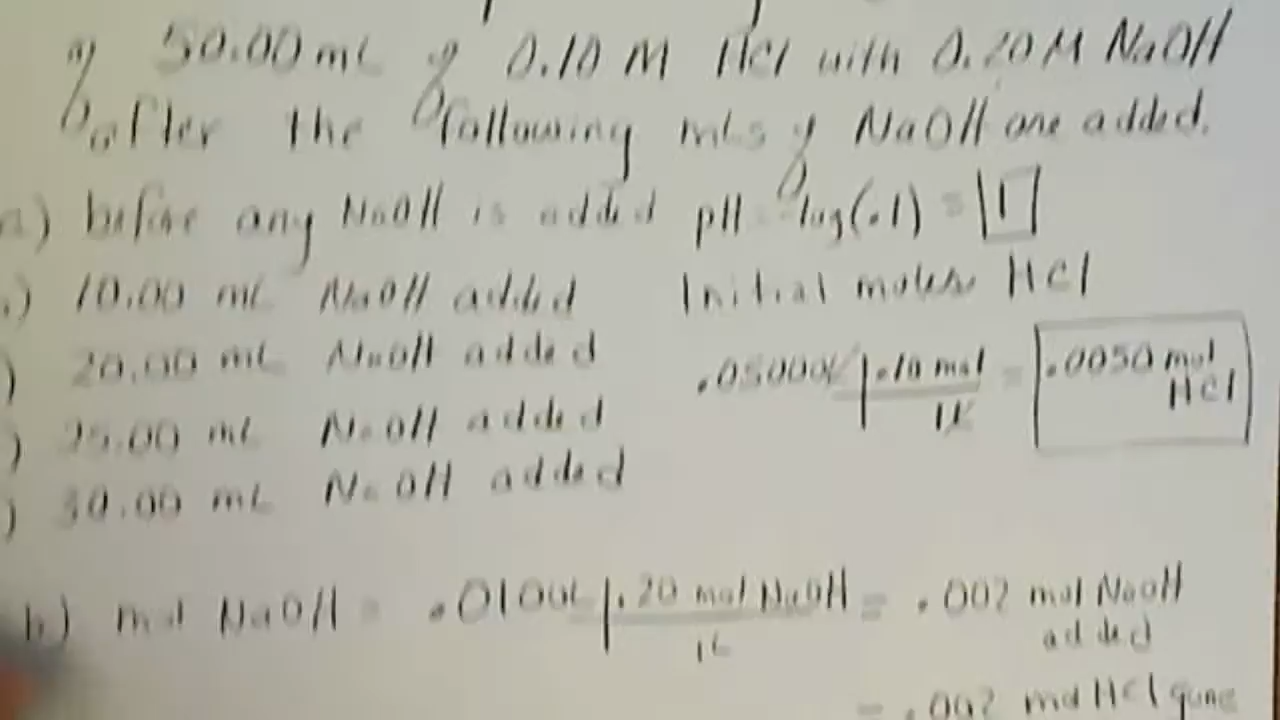 of 50.00 mL of 0.10 M HCl with 0.20 M NaOH
after the following mLs of NaOH are added.
a) before any NaOH is added pH = -log(.1) = 1
) 10.00 mL NaOH added Initial moles HCl
) 20.00 mL NaOH added .05000L | .10 mol / 1L = .0050 mol HCl
) 25.00 mL NaOH added
) 30.00 mL NaOH added
b) mol NaOH = .0100L | .20 mol NaOH / 1L = .002 mol NaOH added
= .002 mol HCl gone